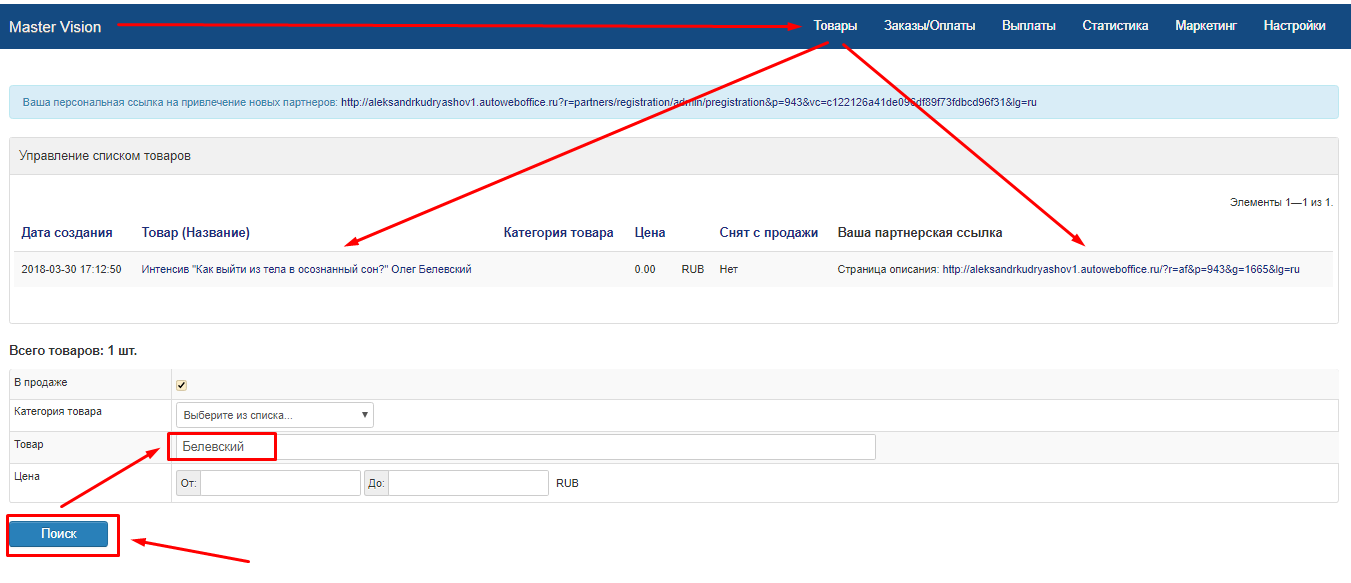 Master Vision Товары Заказы/Оплаты Выплаты Статистика Маркетинг Настройки
Ваша персональная ссылка на привлечение новых партнеров: http://aleksandrkudryashov1.autoweboffice.ru?r=partners/registration/admin/pregistration&p=943&vc=c122126a41de096df89f73fdbcd96f31&lg=ru
Управление списком товаров
Элементы 1—1 из 1.
Дата создания Товар (Название) Категория товара Цена Снят с продажи Ваша партнерская ссылка
2018-03-30 17:12:50 Интенсив "Как выйти из тела в осознанный сон?" Олег Белевский 0.00 RUB Нет Страница описания: http://aleksandrkudryashov1.autoweboffice.ru/?r=af&p=943&g=1665&lg=ru
Всего товаров: 1 шт.
В продаже
Категория товара Выберите из списка...
Товар Белевский
Цена От: До: RUB
Поиск